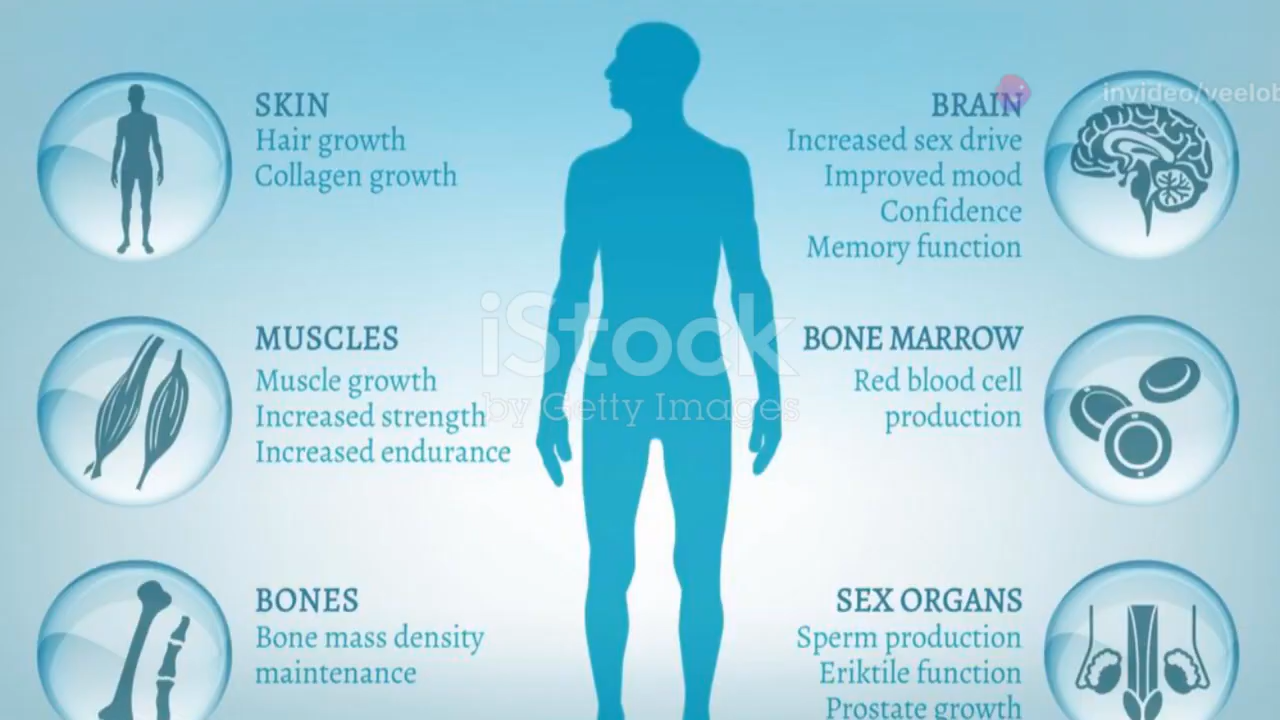 SKIN
Hair growth
Collagen growth
MUSCLES
Muscle growth
Increased strength
Increased endurance
BONES
Bone mass density
maintenance
BRAIN
Increased sex drive
Improved mood
Confidence
Memory function
BONE MARROW
Red blood cell
production
SEX ORGANS
Sperm production
Eriktile function
Prostate growth
iStock
by Getty Images
invideo/veelob